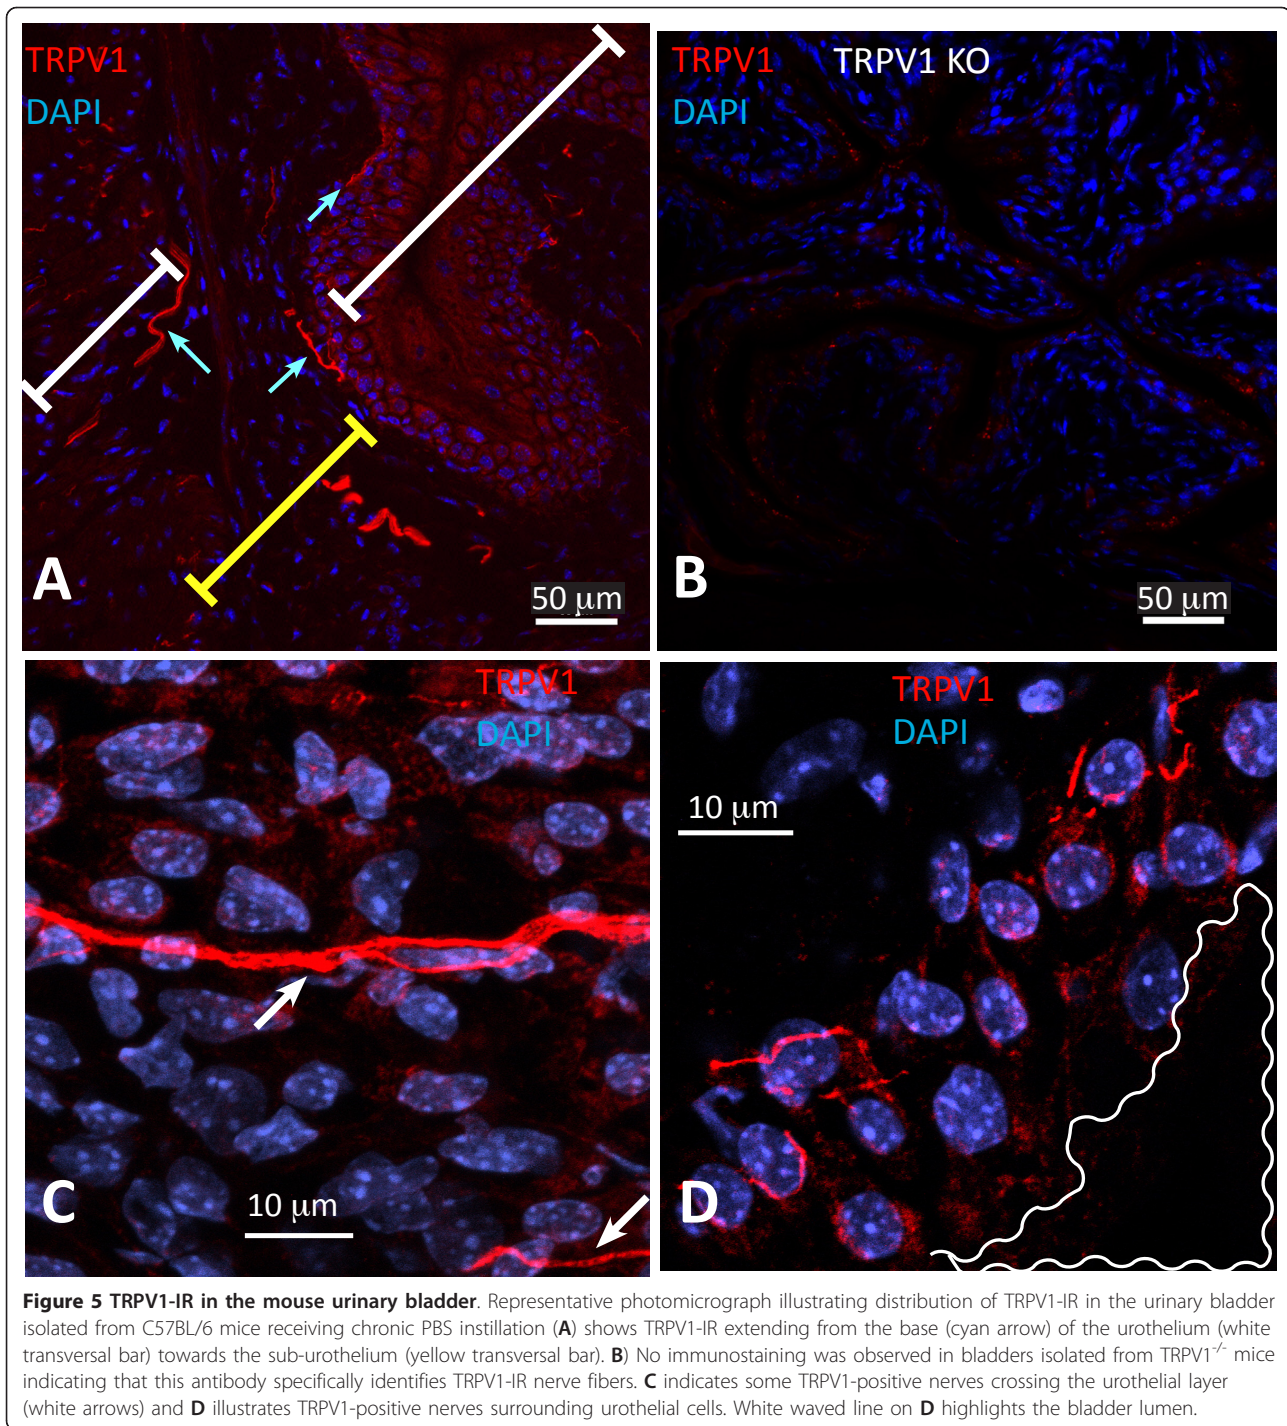 TRPV1
DAPI
A
50 μm
TRPV1 TRPV1 KO
DAPI
B
50 μm
TRPV1
DAPI
C
10 μm
TRPV1
DAPI
10 μm
D
Figure 5 TRPV1-IR in the mouse urinary bladder. Representative photomicrograph illustrating distribution of TRPV1-IR in the urinary bladder
isolated from C57BL/6 mice receiving chronic PBS instillation (A) shows TRPV1-IR extending from the base (cyan arrow) of the urothelium (white
transversal bar) towards the sub-urothelium (yellow transversal bar). B) No immunostaining was observed in bladders isolated from TRPV1-/- mice
indicating that this antibody specifically identifies TRPV1-IR nerve fibers. C indicates some TRPV1-positive nerves crossing the urothelial layer
(white arrows) and D illustrates TRPV1-positive nerves surrounding urothelial cells. White waved line on D highlights the bladder lumen.